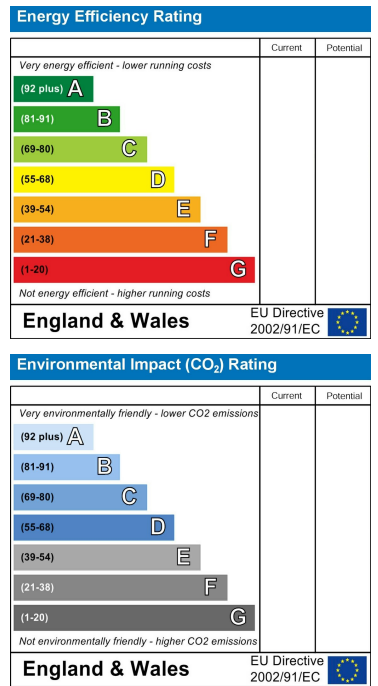 Energy Efficiency Rating
Current Potential
Very energy efficient - lower running costs
(92 plus) A
(81-91) B
(69-80) C
(55-68) D
(39-54) E
(21-38) F
(1-20) G
Not energy efficient - higher running costs
England & Wales
EU Directive
2002/91/EC
Environmental Impact (CO₂) Rating
Current Potential
Very environmentally friendly - lower CO2 emissions
(92 plus) A
(81-91) B
(69-80) C
(55-68) D
(39-54) E
(21-38) F
(1-20) G
Not environmentally friendly - higher CO2 emissions
England & Wales
EU Directive
2002/91/EC